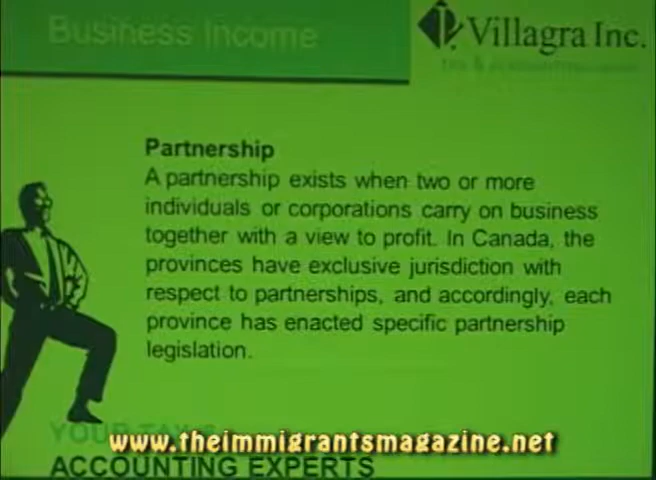 Business Income
Villagra Inc.
Partnership
A partnership exists when two or more
individuals or corporations carry on business
together with a view to profit. In Canada, the
provinces have exclusive jurisdiction with
respect to partnerships, and accordingly, each
province has enacted specific partnership
legislation.
YOUR TAX &
www.theimmigrantsmagazine.net
ACCOUNTING EXPERTS